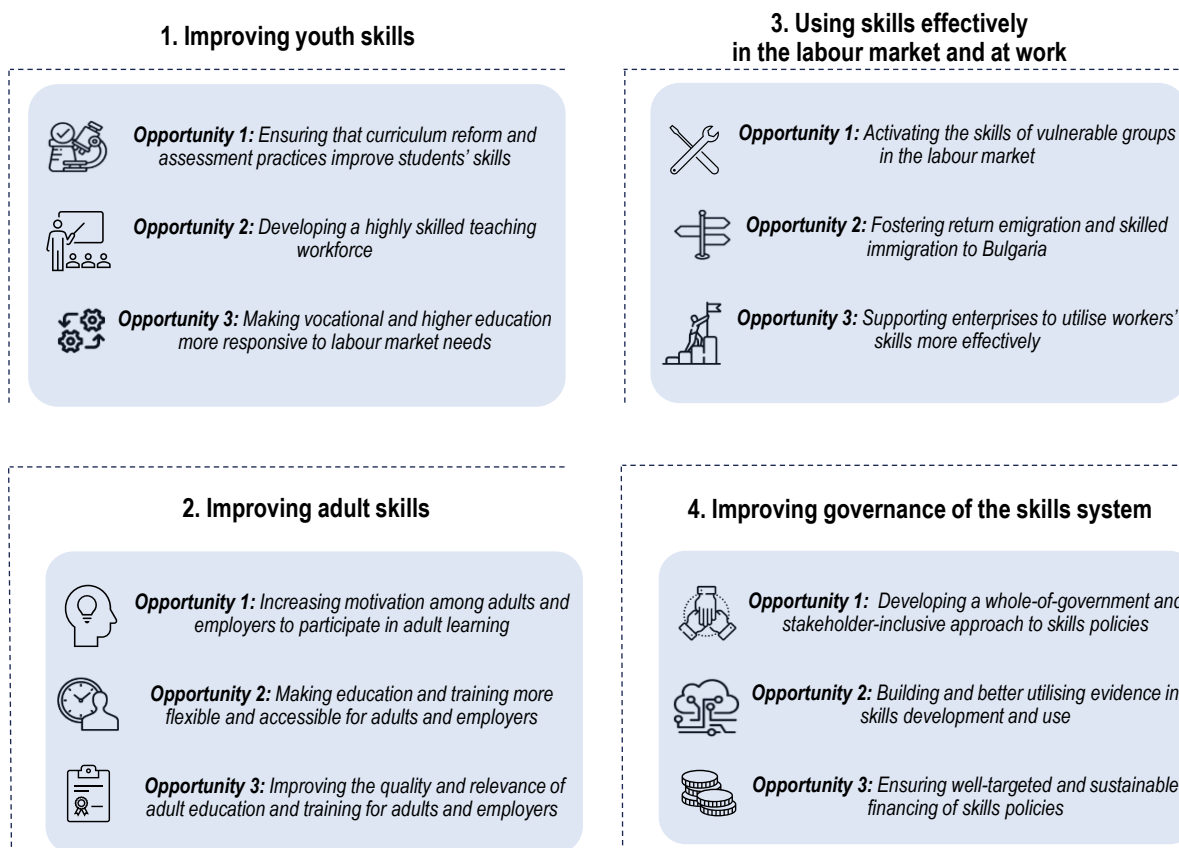 1. Improving youth skills
Opportunity 1: Ensuring that curriculum reform and
assessment practices improve students' skills
Opportunity 2: Developing a highly skilled teaching
workforce
Opportunity 3: Making vocational and higher education
more responsive to labour market needs
3. Using skills effectively
in the labour market and at work
Opportunity 1: Activating the skills of vulnerable groups
in the labour market
Opportunity 2: Fostering return emigration and skilled
immigration to Bulgaria
Opportunity 3: Supporting enterprises to utilise workers'
skills more effectively
2. Improving adult skills
Opportunity 1: Increasing motivation among adults and
employers to participate in adult learning
Opportunity 2: Making education and training more
flexible and accessible for adults and employers
Opportunity 3: Improving the quality and relevance of
adult education and training for adults and employers
4. Improving governance of the skills system
Opportunity 1: Developing a whole-of-government and
stakeholder-inclusive approach to skills policies
Opportunity 2: Building and better utilising evidence in
skills development and use
Opportunity 3: Ensuring well-targeted and sustainable
financing of skills policies